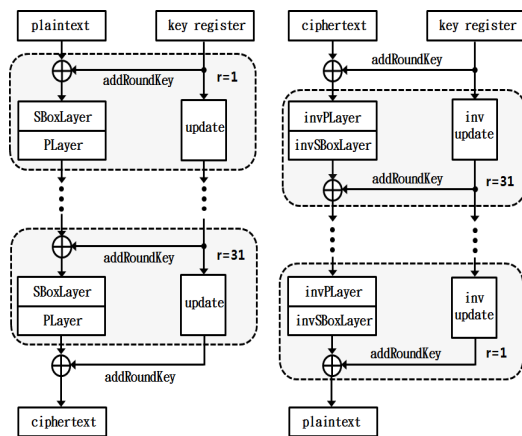 plaintext
key register
addRoundKey
r=1
SBoxLayer
PLayer
update
addRoundKey
r=31
SBoxLayer
PLayer
update
addRoundKey
ciphertext
ciphertext
key register
addRoundKey
invPLayer
invSBoxLayer
inv
update
addRoundKey
r=31
invPLayer
invSBoxLayer
inv
update
addRoundKey
r=1
plaintext